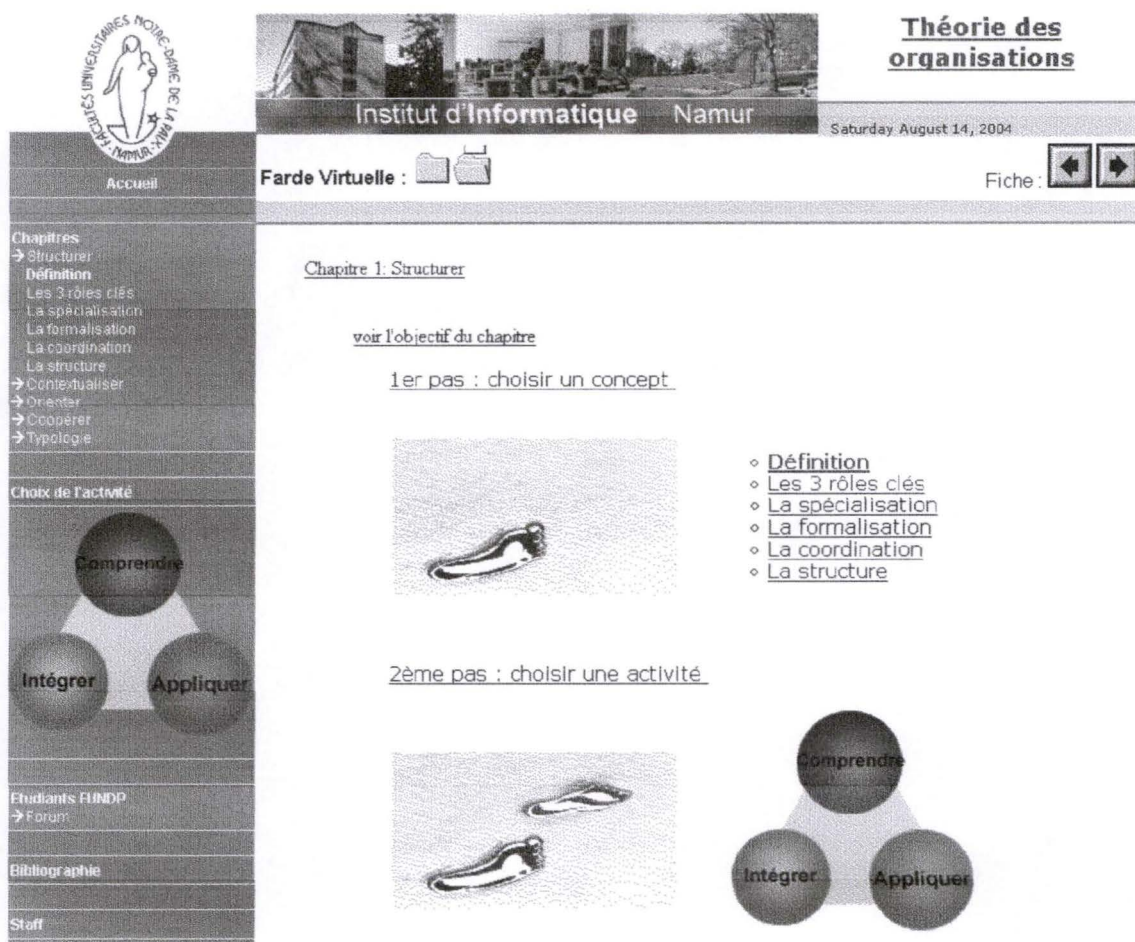 FACULTÉS UNIVERSITAIRES NOTRE-DAME DE LA PAIX - NAMUR -
Institut d'Informatique Namur
Théorie des
organisations
Saturday August 14, 2004
Accueil
Farde Virtuelle :
Fiche :
Chapitres
→ Structurer
Définition
Les 3 rôles clés
La spécialisation
La formalisation
La coordination
La structure
→ Contextualiser
→ Orienter
→ Coopérer
→ Typologie
Choix de l'activité
Comprendre
Intégrer
Appliquer
Etudiants FUNDP
→ Forum
Bibliographie
Staff
Chapitre 1: Structurer
voir l'objectif du chapitre
1er pas : choisir un concept
◦ Définition
◦ Les 3 rôles clés
◦ La spécialisation
◦ La formalisation
◦ La coordination
◦ La structure
2ème pas : choisir une activité
Comprendre
Intégrer
Appliquer